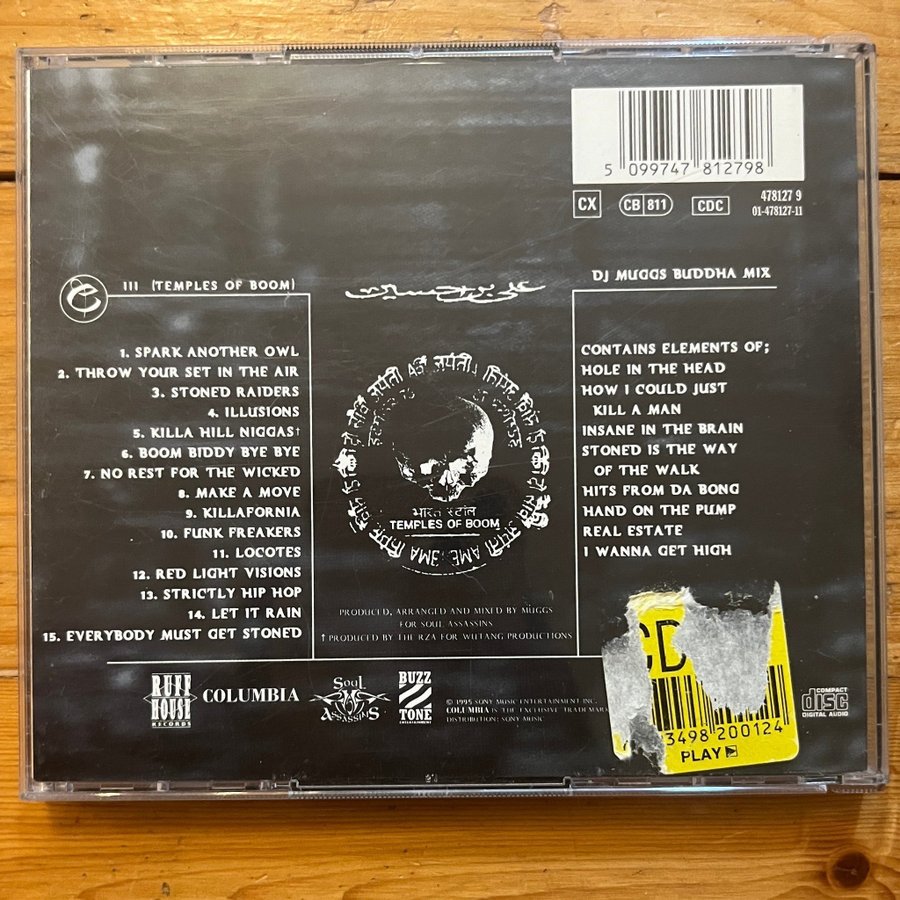 5 099747 812798
CX
CB 811
CDC
478127 9
01-478127-11
III (TEMPLES OF BOOM)
1. SPARK ANOTHER OWL
2. THROW YOUR SET IN THE AIR
3. STONED RAIDERS
4. ILLUSIONS
5. KILLA HILL NIGGAS†
6. BOOM BIDDY BYE BYE
7. NO REST FOR THE WICKED
8. MAKE A MOVE
9. KILLAFORNIA
10. FUNK FREAKERS
11. LOCOTES
12. RED LIGHT VISIONS
13. STRICTLY HIP HOP
14. LET IT RAIN
15. EVERYBODY MUST GET STONED
भारत स्टील
TEMPLES OF BOOM
PRODUCED, ARRANGED AND MIXED BY MUGGS
FOR SOUL ASSASSINS
† PRODUCED BY THE RZA FOR WUTANG PRODUCTIONS
DJ MUGGS BUDDHA MIX
CONTAINS ELEMENTS OF;
HOLE IN THE HEAD
HOW I COULD JUST
KILL A MAN
INSANE IN THE BRAIN
STONED IS THE WAY
OF THE WALK
HITS FROM DA BONG
HAND ON THE PUMP
REAL ESTATE
I WANNA GET HIGH
RUFF
HOUSE
RECORDS
COLUMBIA
SOUL
ASSASSINS
BUZZ
TONE
ENTERTAINMENT
© 1995 SONY MUSIC ENTERTAINMENT INC.
COLUMBIA IS THE EXCLUSIVE TRADEMARK
DISTRIBUTION: SONY MUSIC
CD
3498 200124
PLAY
COMPACT
disc
DIGITAL AUDIO